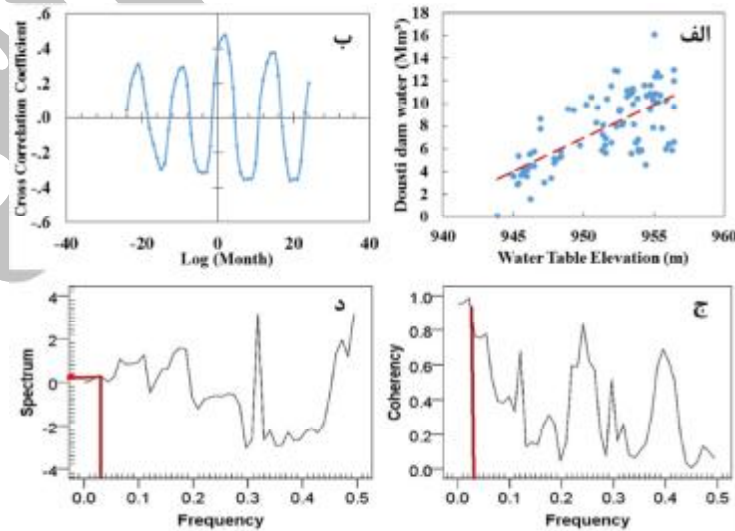 ب
Cross Correlation Coefficient
.6
.4
.2
.0
-.2
-.4
-.6
-40 -20 0 20 40
Log (Month)
الف
Dousti dam water (Mm³)
18
16
14
12
10
8
6
4
2
0
940 945 950 955 960
Water Table Elevation (m)
د
Spectrum
4
2
0
-2
-4
0.0 0.1 0.2 0.3 0.4 0.5
Frequency
ج
Coherency
1.0
0.8
0.6
0.4
0.2
0.0
0.0 0.1 0.2 0.3 0.4 0.5
Frequency